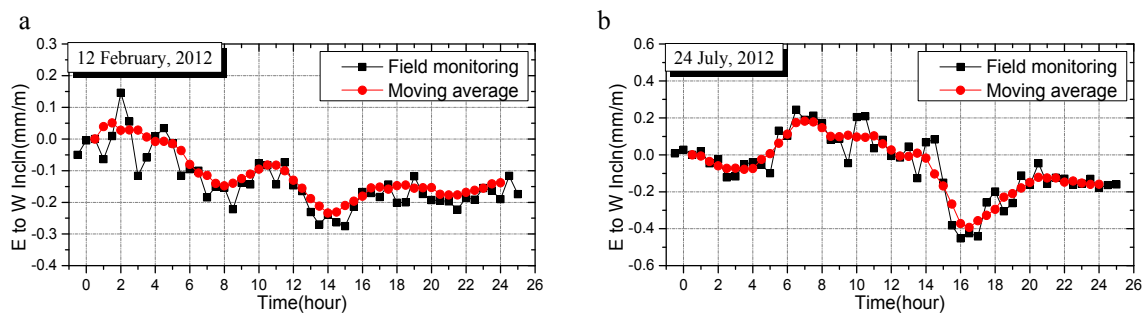 a
12 February, 2012
Field monitoring
Moving average
E to W Incln(mm/m)
0.3
0.2
0.1
0.0
-0.1
-0.2
-0.3
-0.4
0 2 4 6 8 10 12 14 16 18 20 22 24 26
Time(hour)
b
24 July, 2012
Field monitoring
Moving average
E to W Incln(mm/m)
0.6
0.4
0.2
0.0
-0.2
-0.4
-0.6
0 2 4 6 8 10 12 14 16 18 20 22 24 26
Time(hour)